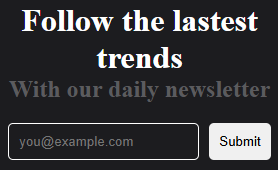 Follow the lastest
trends
With our daily newsletter
you@example.com Submit